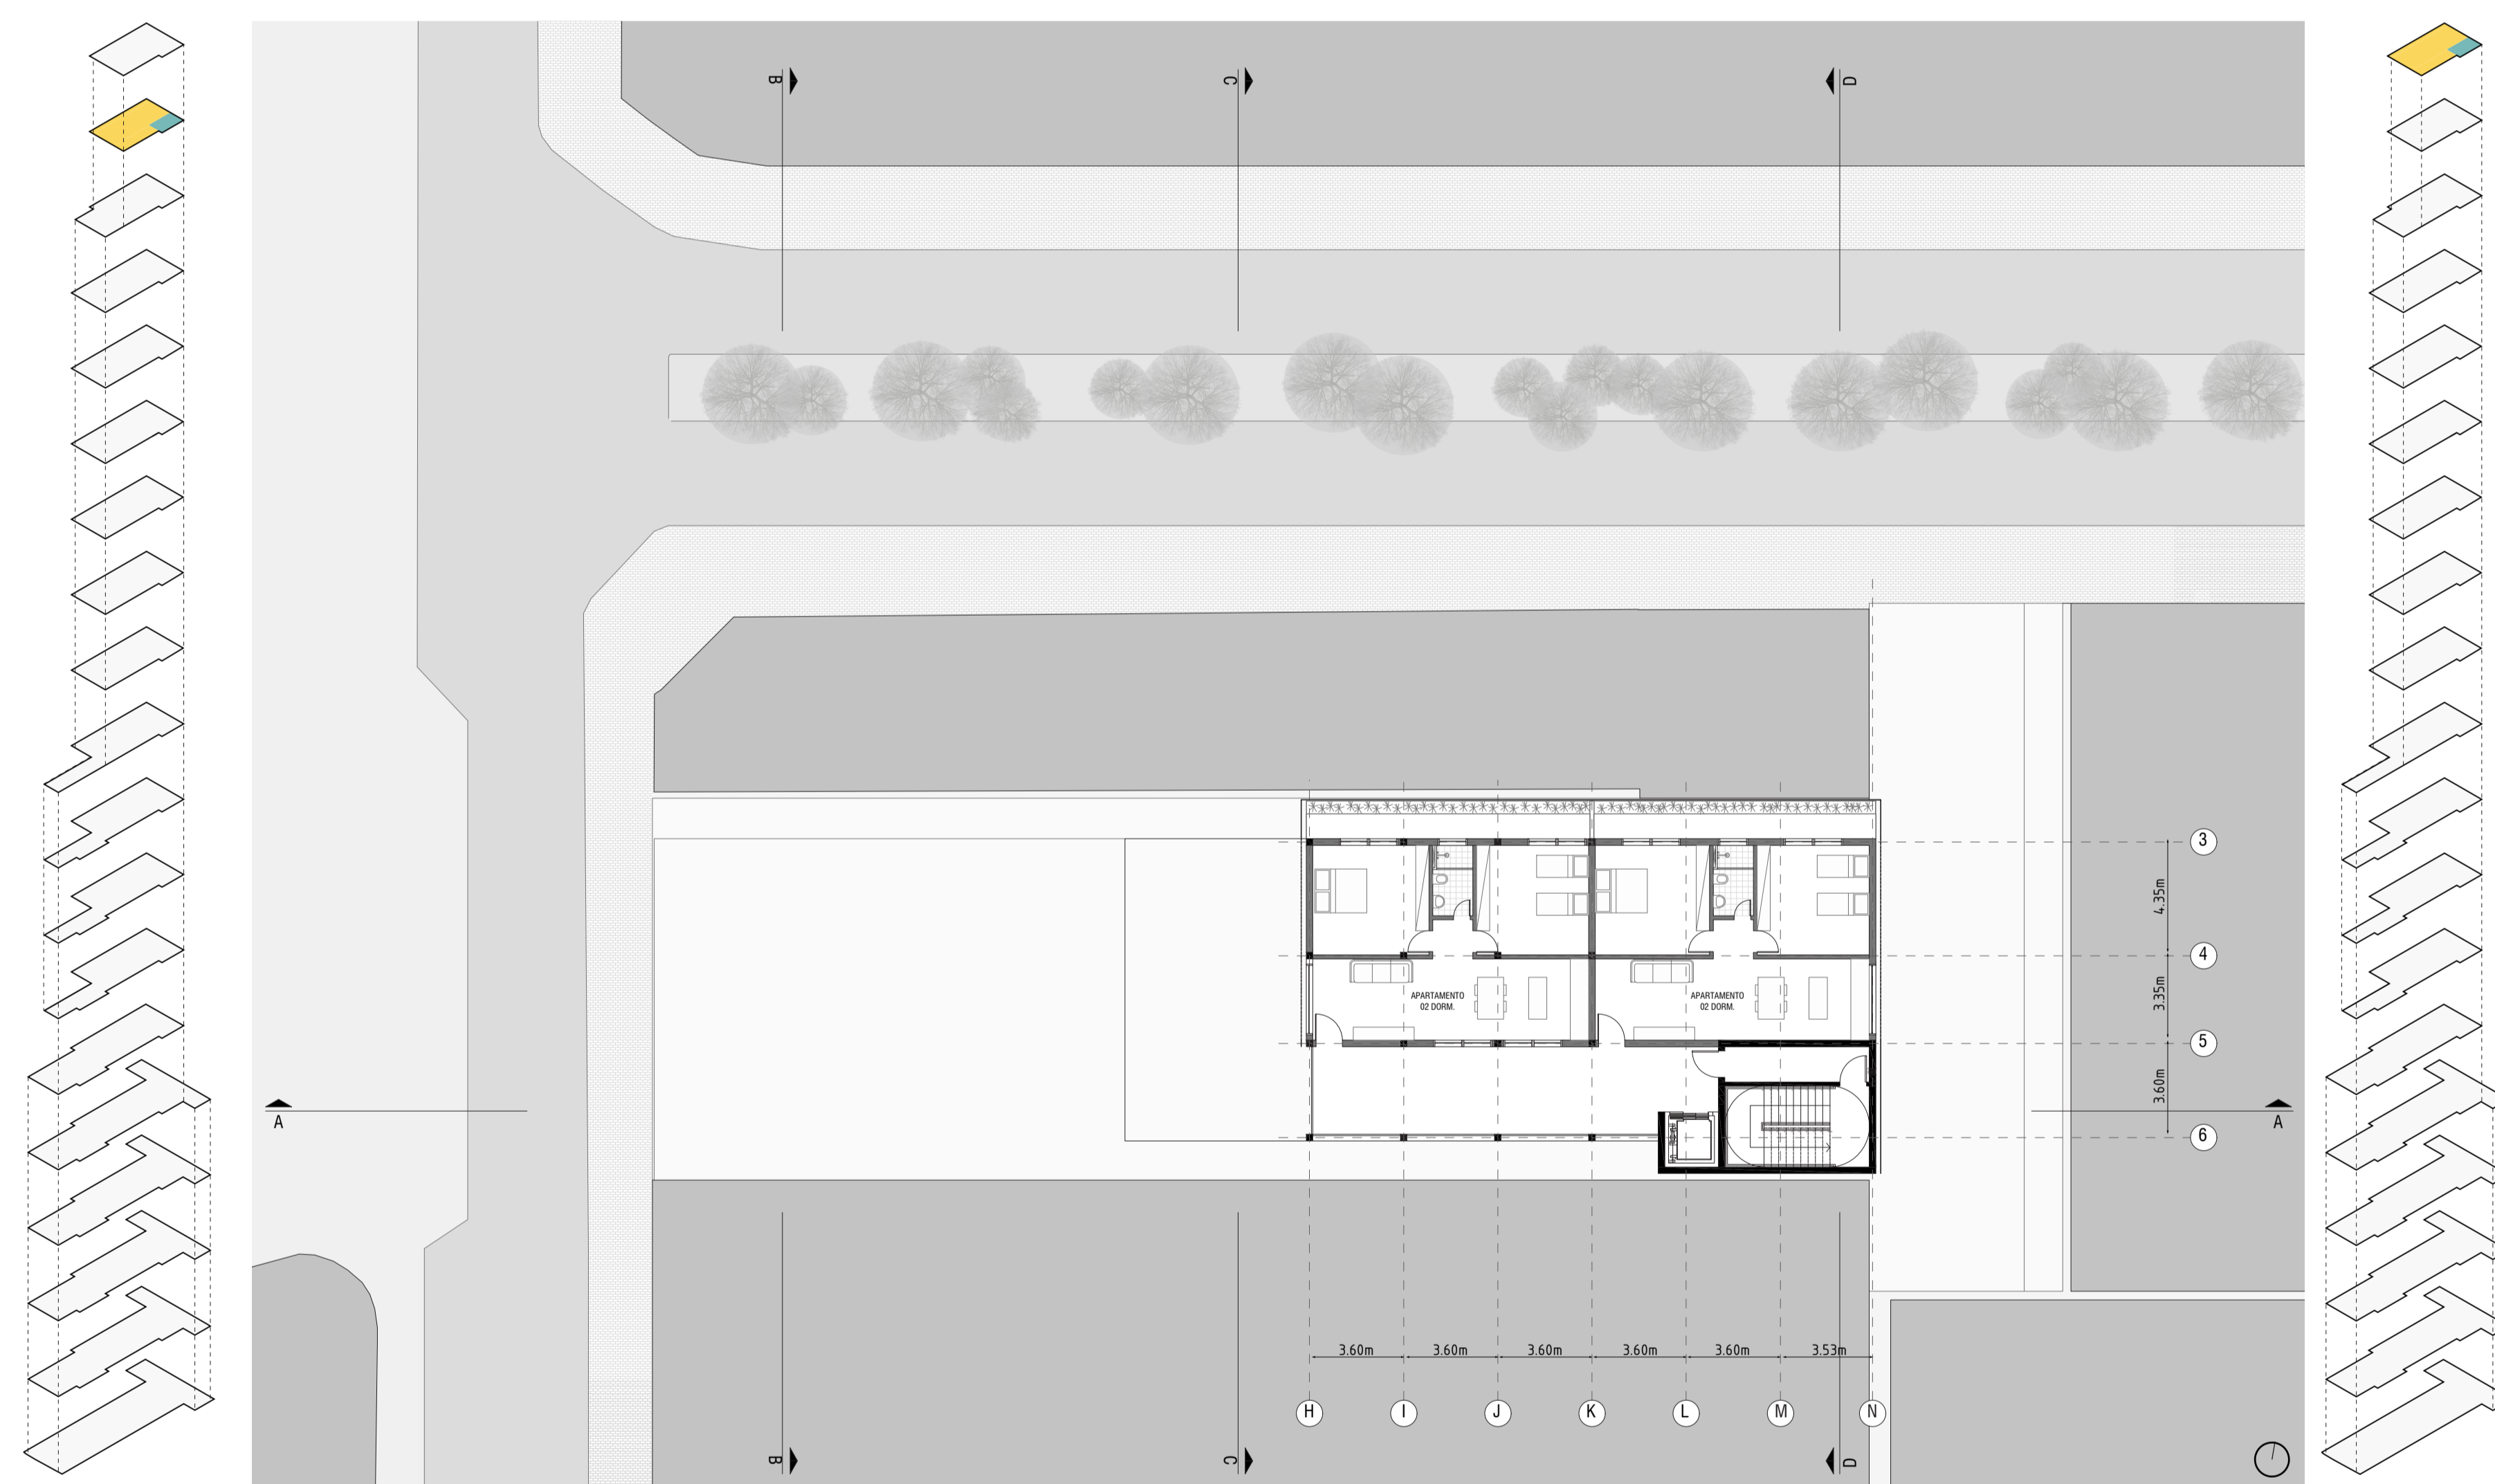 B
C
D
3
4.35m
4
APARTAMENTO
02 DORM.
APARTAMENTO
02 DORM.
3.35m
5
3.60m
A
A
6
3.60m
3.60m
3.60m
3.60m
3.60m
3.53m
H
I
J
K
L
M
N
B
C
D